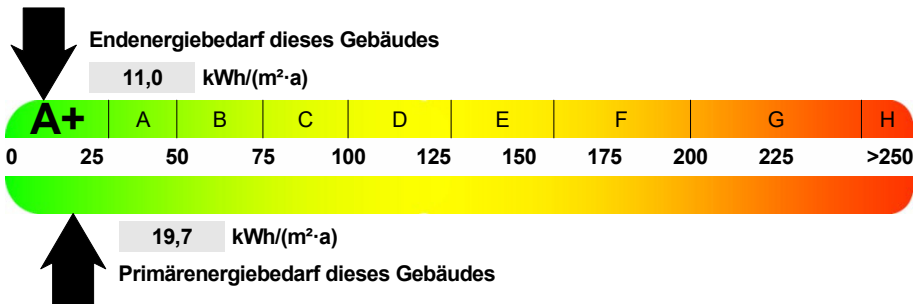 Endenergiebedarf dieses Gebäudes
11,0 kWh/(m²·a)
A+ A B C D E F G H
0 25 50 75 100 125 150 175 200 225 >250
19,7 kWh/(m²·a)
Primärenergiebedarf dieses Gebäudes